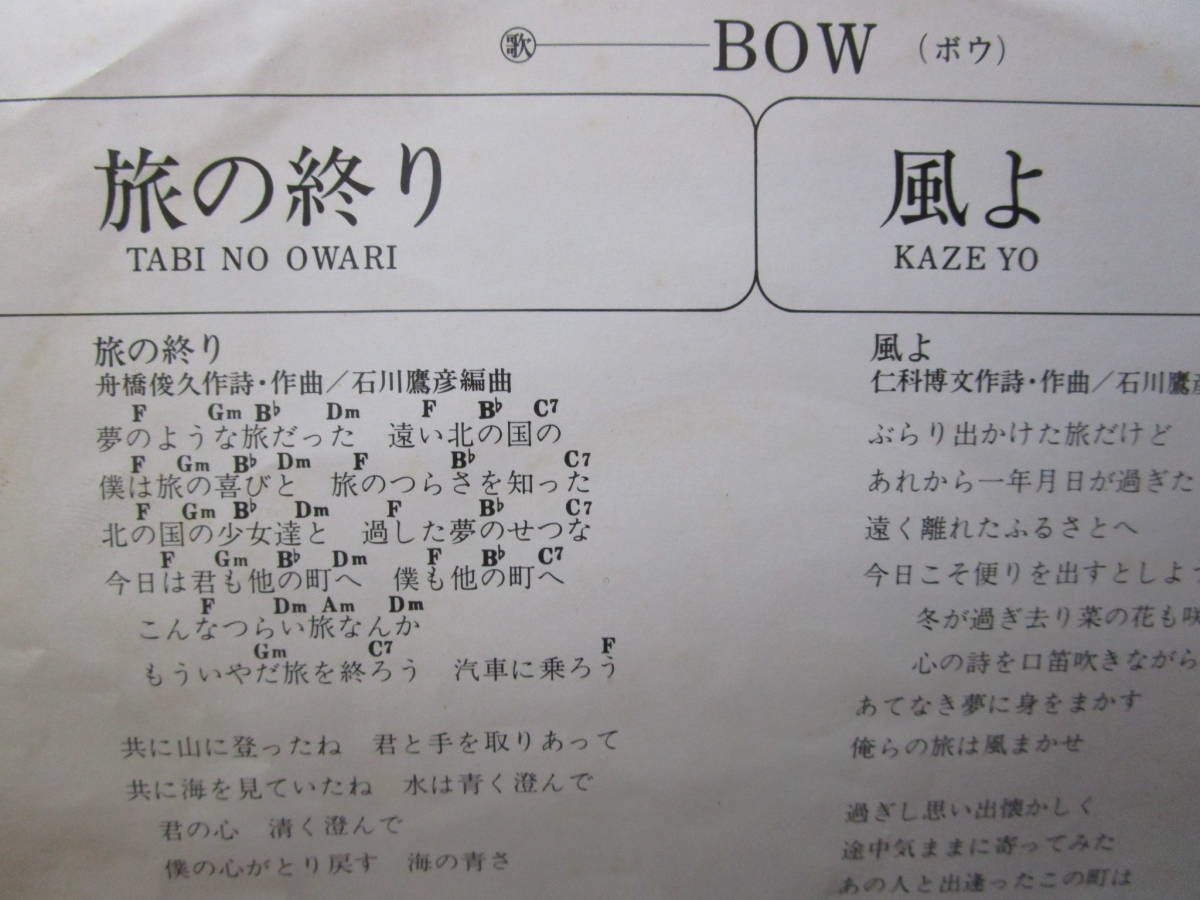 歌 BOW（ボウ）
旅の終り
TABI NO OWARI
旅の終り
舟橋俊久作詩・作曲／石川鷹彦編曲
F Gm B♭ Dm F B♭ C7
夢のような旅だった 遠い北の国の
F Gm B♭ Dm F B♭ C7
僕は旅の喜びと 旅のつらさを知った
F Gm B♭ Dm F B♭ C7
北の国の少女達と 過した夢のせつな
F Gm B♭ Dm F B♭ C7
今日は君も他の町へ 僕も他の町へ
F Dm Am Dm
こんなつらい旅なんか
Gm C7 F
もういやだ旅を終ろう 汽車に乗ろう
共に山に登ったね 君と手を取りあって
共に海を見ていたね 水は青く澄んで
君の心 清く澄んで
僕の心がとり戻す 海の青さ
風よ
KAZE YO
風よ
仁科博文作詩・作曲／石川鷹
ぶらり出かけた旅だけど
あれから一年月日が過ぎた
遠く離れたふるさとへ
今日こそ便りを出すとしよう
冬が過ぎ去り菜の花も咲
心の詩を口笛吹きながら
あてなき夢に身をまかす
俺らの旅は風まかせ
過ぎし思い出懐かしく
途中気ままに寄ってみた
あの人と出逢ったこの町は